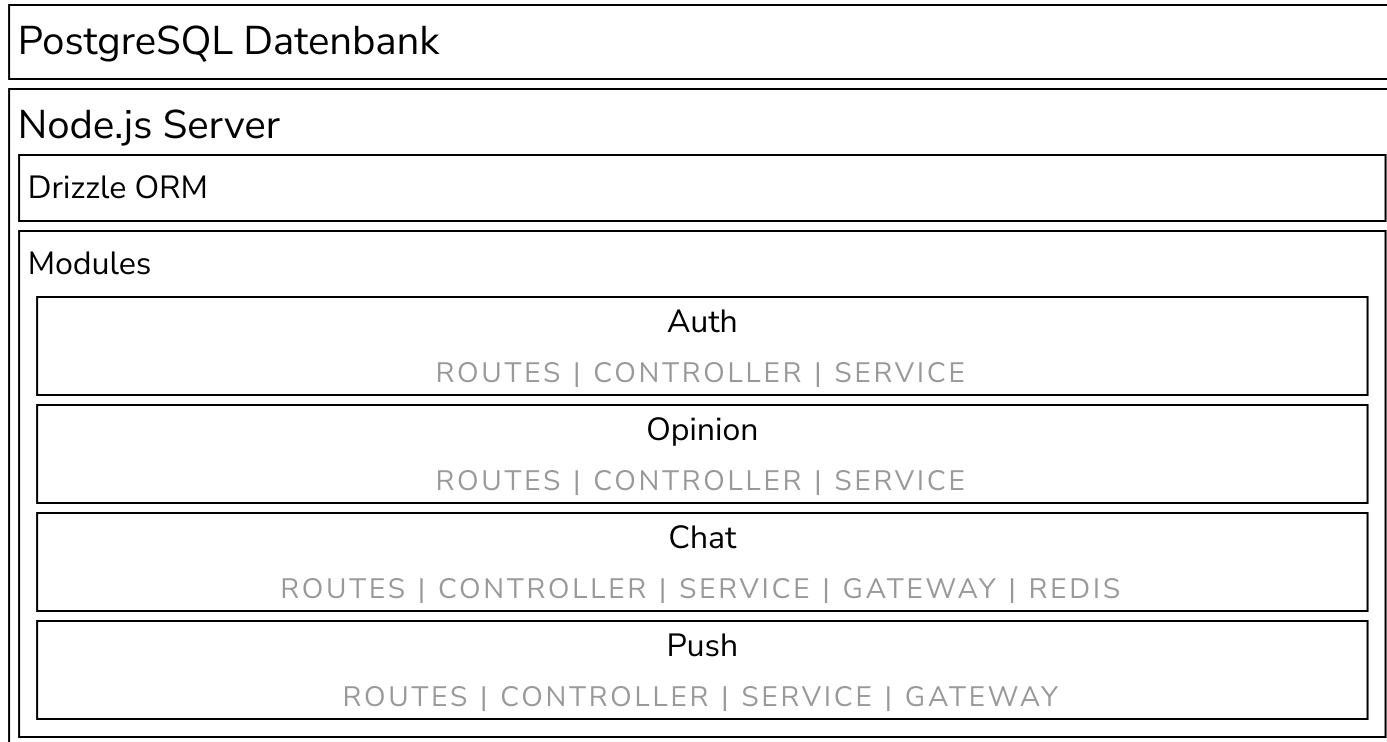 PostgreSQL Datenbank
Node.js Server
Drizzle ORM
Modules
Auth
ROUTES | CONTROLLER | SERVICE
Opinion
ROUTES | CONTROLLER | SERVICE
Chat
ROUTES | CONTROLLER | SERVICE | GATEWAY | REDIS
Push
ROUTES | CONTROLLER | SERVICE | GATEWAY